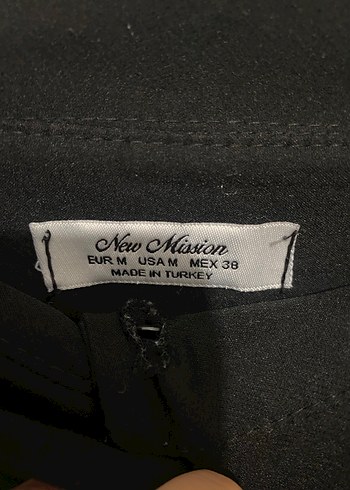 New Mission
EUR M USA M MEX 38
MADE IN TURKEY